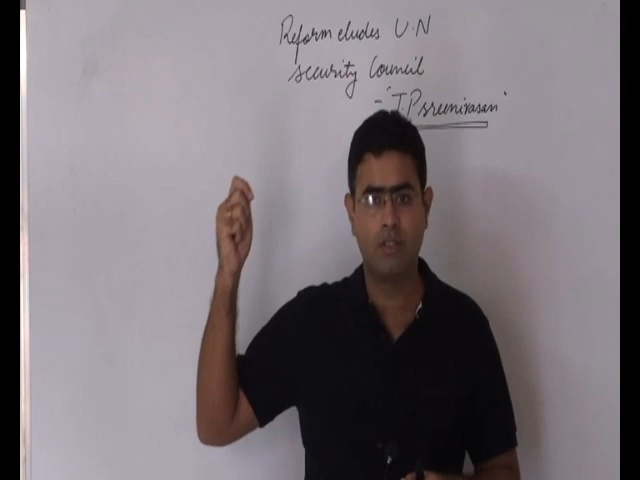 Reform eludes U.N
security Council
- "T.P sreenivasan"